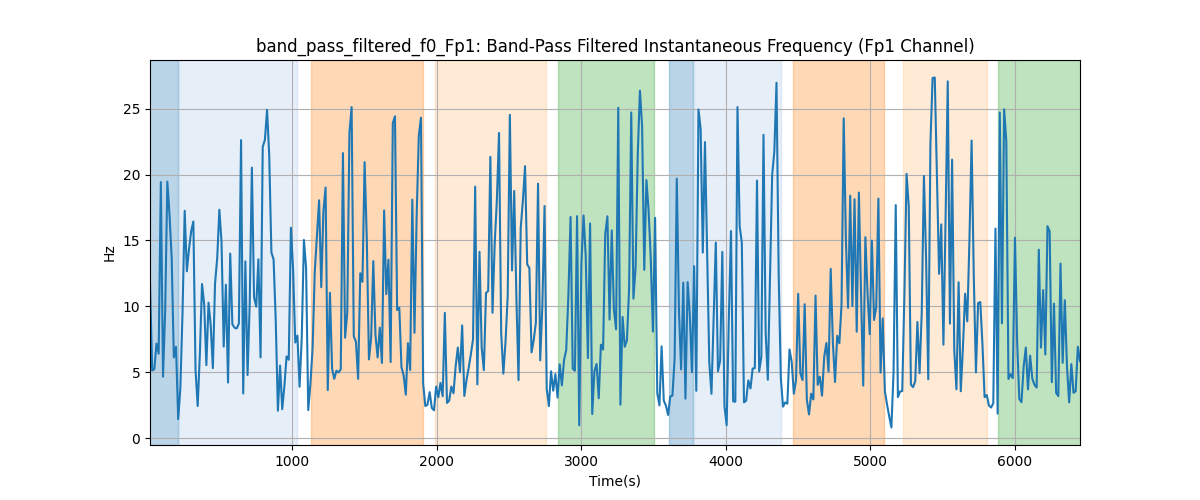 band_pass_filtered_f0_Fp1: Band-Pass Filtered Instantaneous Frequency (Fp1 Channel)
25
20
15
10
5
0
Hz
1000 2000 3000 4000 5000 6000
Time(s)